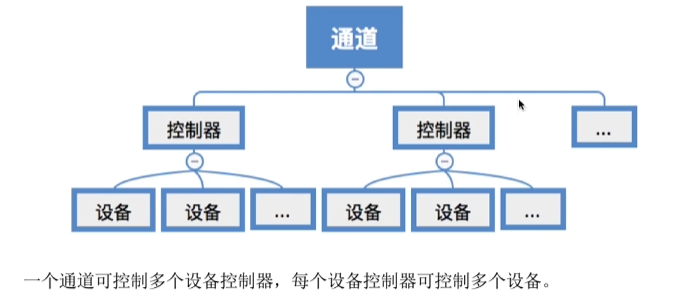 通道
控制器 控制器 ...
设备 设备 ... 设备 设备 ...
一个通道可控制多个设备控制器，每个设备控制器可控制多个设备。